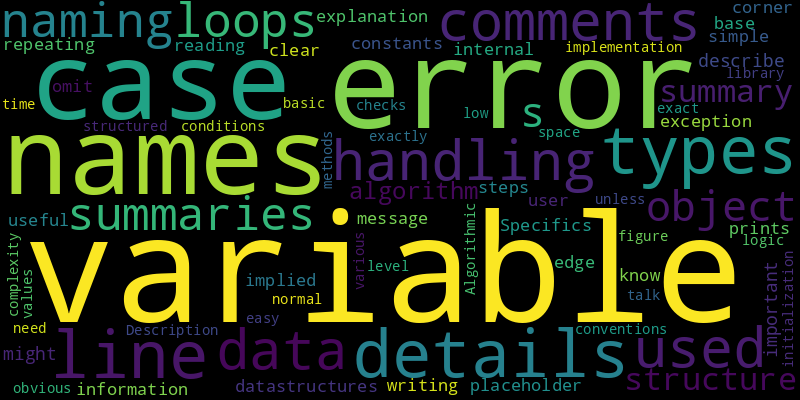 naming loops explanation comments corner
base
repeating reading clear constants internal implementation simple
case error describe
library
omit summary
time basic checks low s exact
structured conditions exactly space exception
names methods handling types
algorithm steps
user unless object
useful summaries message Specifics prints
logic
variable
complexity values various Algorithmic figure
level edge know
implied talk
normal
easy
need Description conventions important initialization
might line data details used
structure
obvious information datastructures writing placeholder